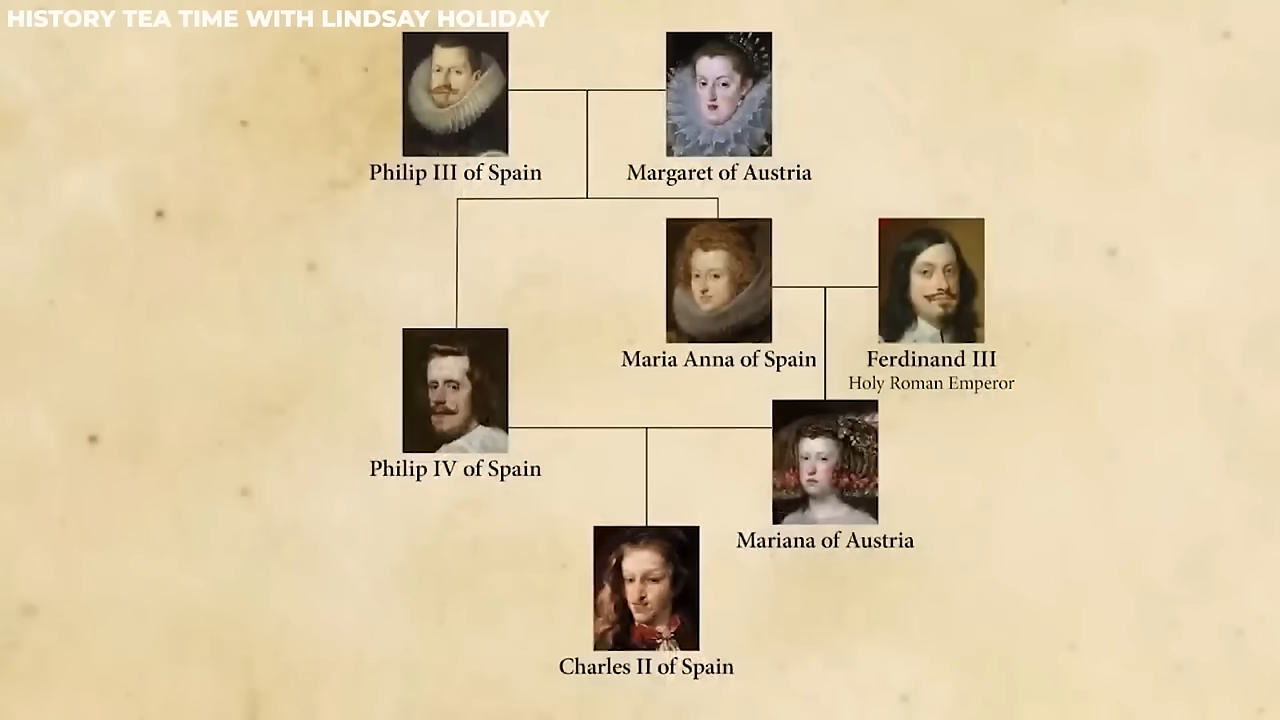 HISTORY TEA TIME WITH LINDSAY HOLIDAY
Philip III of Spain
Margaret of Austria
Maria Anna of Spain
Ferdinand III
Holy Roman Emperor
Philip IV of Spain
Mariana of Austria
Charles II of Spain